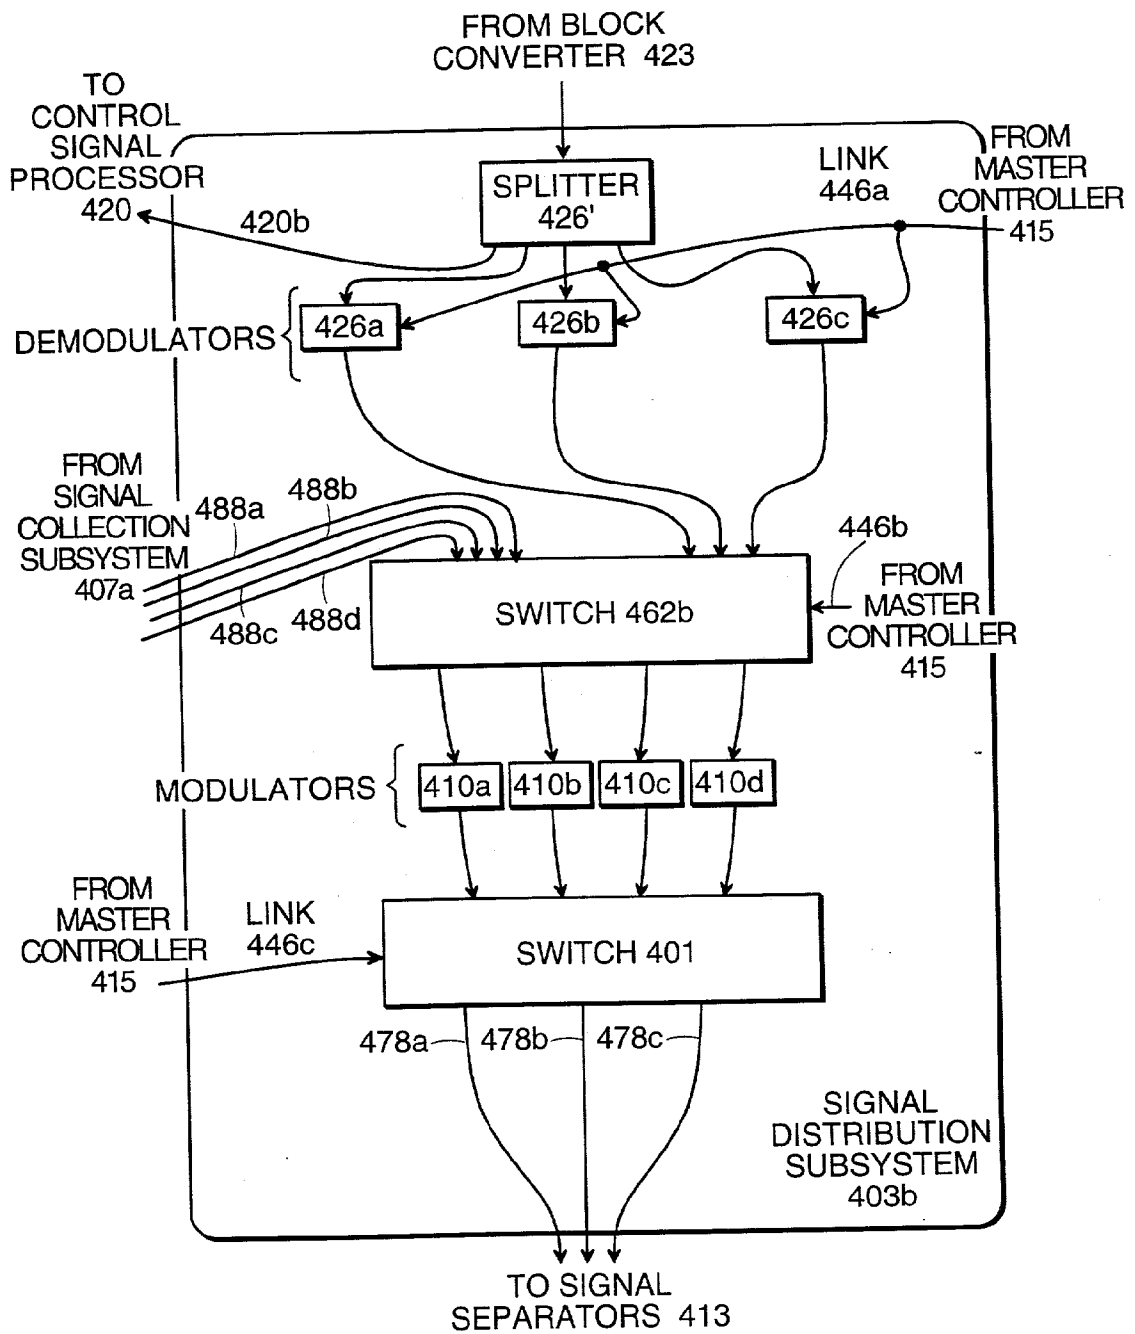 FROM BLOCK
CONVERTER 423
TO
CONTROL
SIGNAL
PROCESSOR
420
420b
SPLITTER
426'
LINK
446a
FROM
MASTER
CONTROLLER
415
DEMODULATORS
426a
426b
426c
FROM
SIGNAL
COLLECTION
SUBSYSTEM
407a
488a
488b
488c
488d
SWITCH 462b
446b
FROM
MASTER
CONTROLLER
415
MODULATORS
410a
410b
410c
410d
FROM
MASTER
CONTROLLER
415
LINK
446c
SWITCH 401
478a
478b
478c
SIGNAL
DISTRIBUTION
SUBSYSTEM
403b
TO SIGNAL
SEPARATORS 413